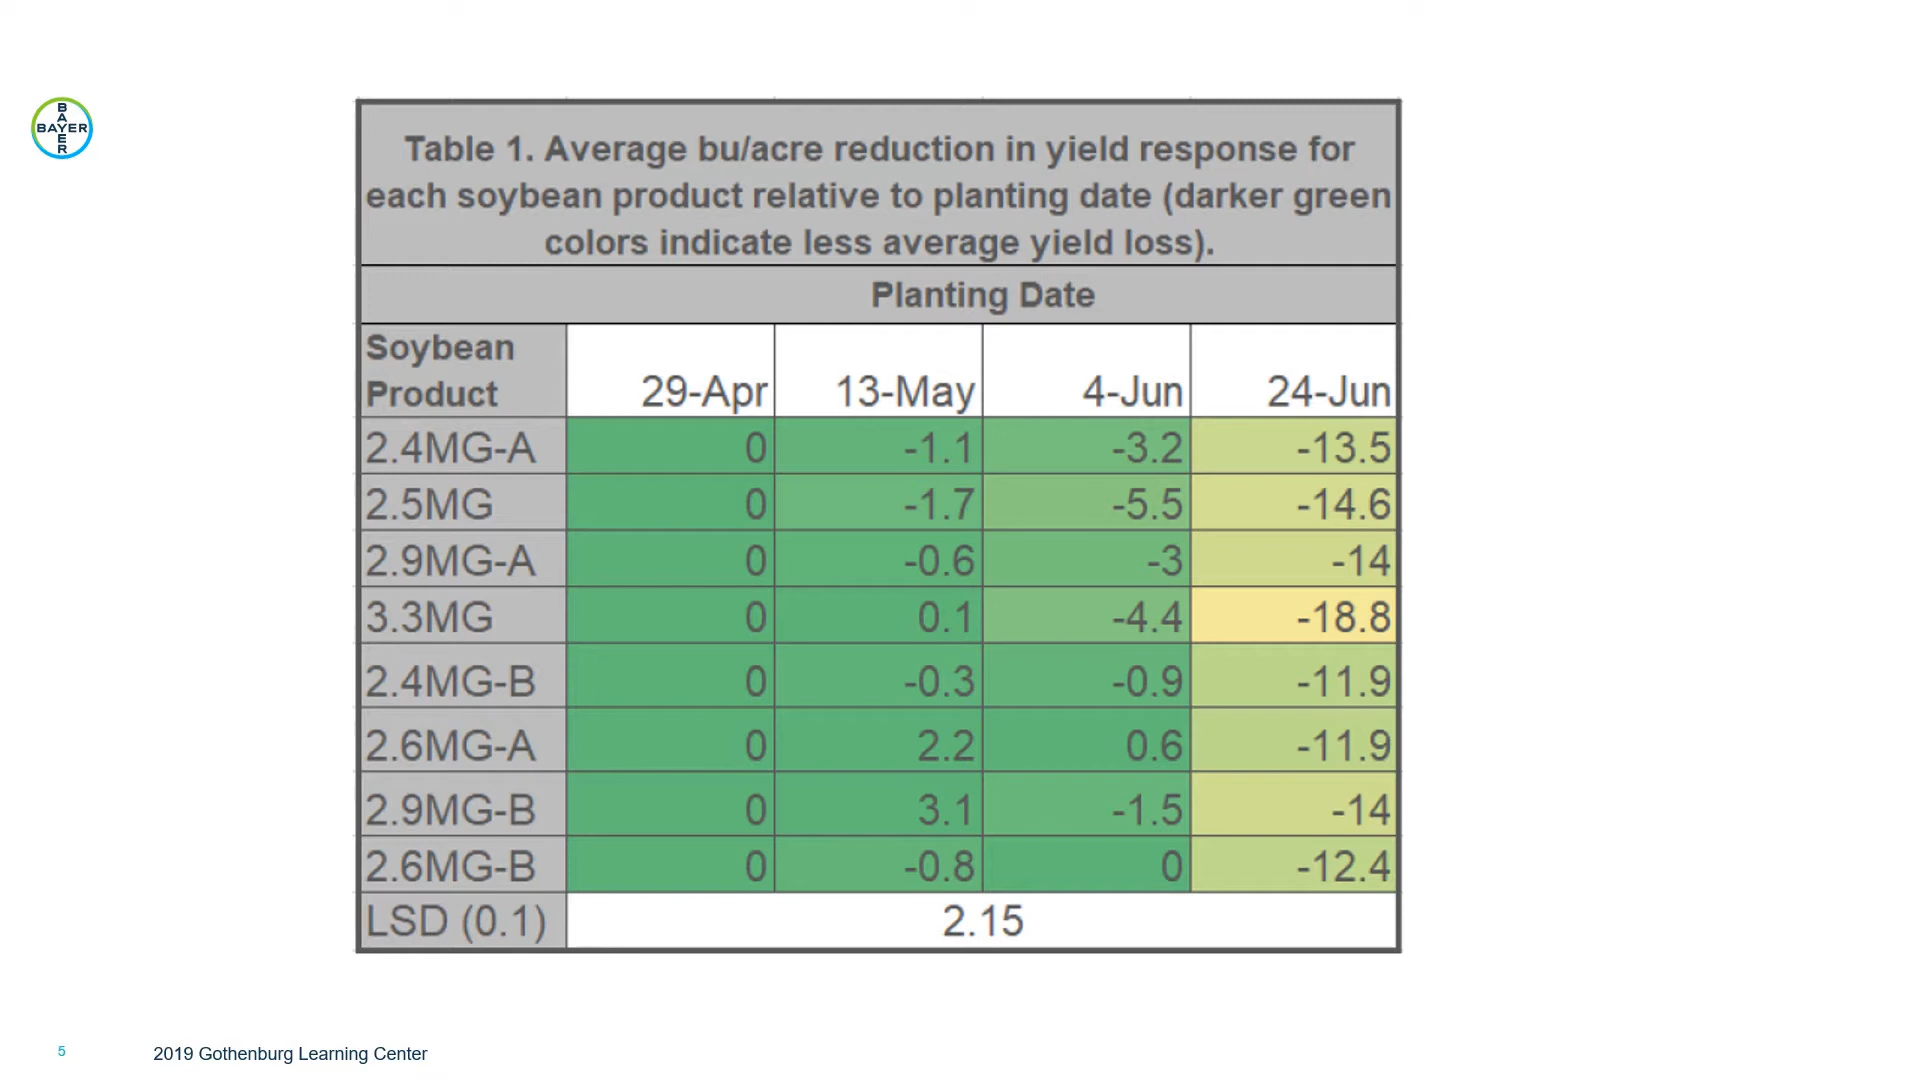 BAYER
BAYER
Table 1. Average bu/acre reduction in yield response for
each soybean product relative to planting date (darker green
colors indicate less average yield loss).
Planting Date
Soybean
Product 29-Apr 13-May 4-Jun 24-Jun
2.4MG-A 0 -1.1 -3.2 -13.5
2.5MG 0 -1.7 -5.5 -14.6
2.9MG-A 0 -0.6 -3 -14
3.3MG 0 0.1 -4.4 -18.8
2.4MG-B 0 -0.3 -0.9 -11.9
2.6MG-A 0 2.2 0.6 -11.9
2.9MG-B 0 3.1 -1.5 -14
2.6MG-B 0 -0.8 0 -12.4
LSD (0.1) 2.15
5 2019 Gothenburg Learning Center